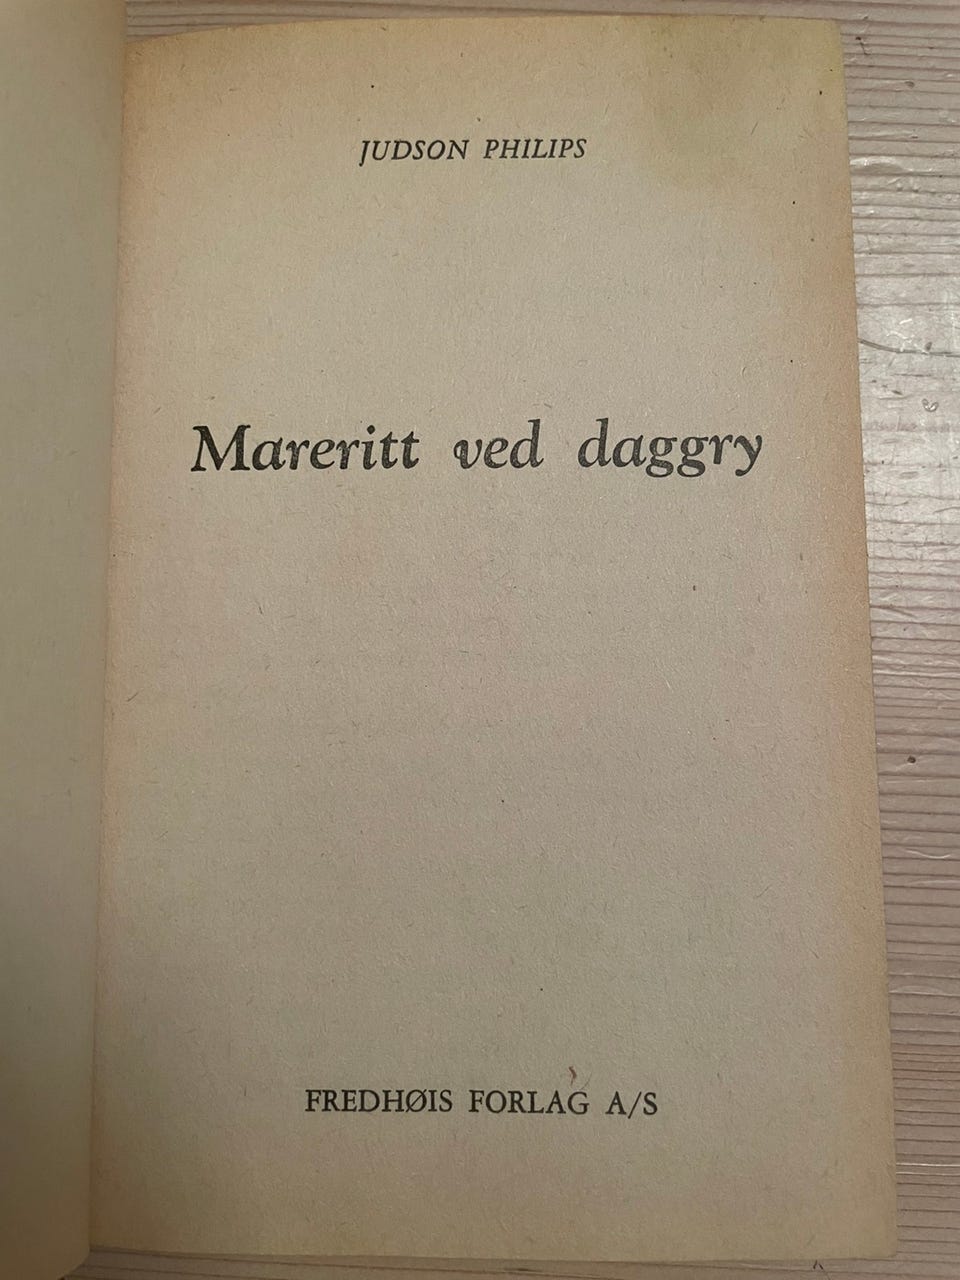 JUDSON PHILIPS
Mareritt ved daggry
FREDHØIS FORLAG A/S